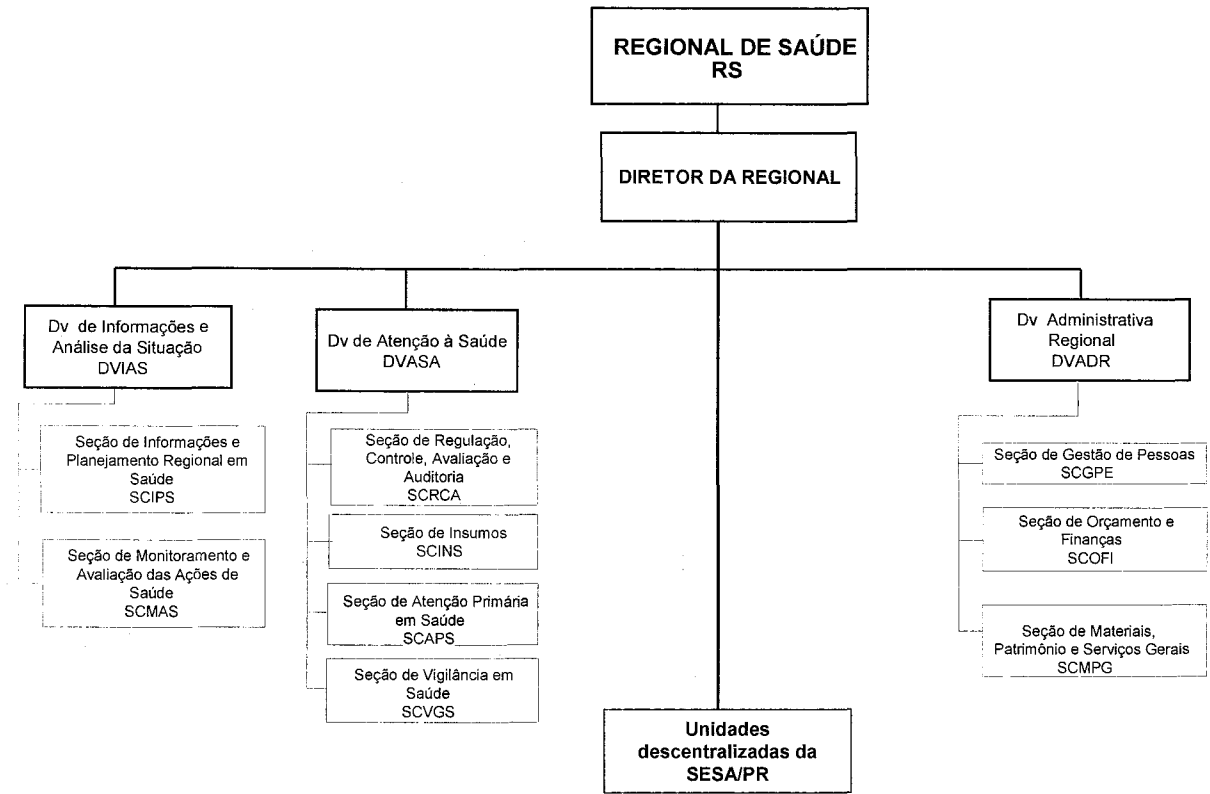 REGIONAL DE SAÚDE
RS
DIRETOR DA REGIONAL
Dv de Informações e
Análise da Situação
DVIAS
Seção de Informações e
Planejamento Regional em
Saúde
SCIPS
Seção de Monitoramento e
Avaliação das Ações de
Saúde
SCMAS
Dv de Atenção à Saúde
DVASA
Seção de Regulação,
Controle, Avaliação e
Auditoria
SCRCA
Seção de Insumos
SCINS
Seção de Atenção Primária
em Saúde
SCAPS
Seção de Vigilância em
Saúde
SCVGS
Unidades
descentralizadas da
SESA/PR
Dv Administrativa
Regional
DVADR
Seção de Gestão de Pessoas
SCGPE
Seção de Orçamento e
Finanças
SCOFI
Seção de Materiais,
Patrimônio e Serviços Gerais
SCMPG